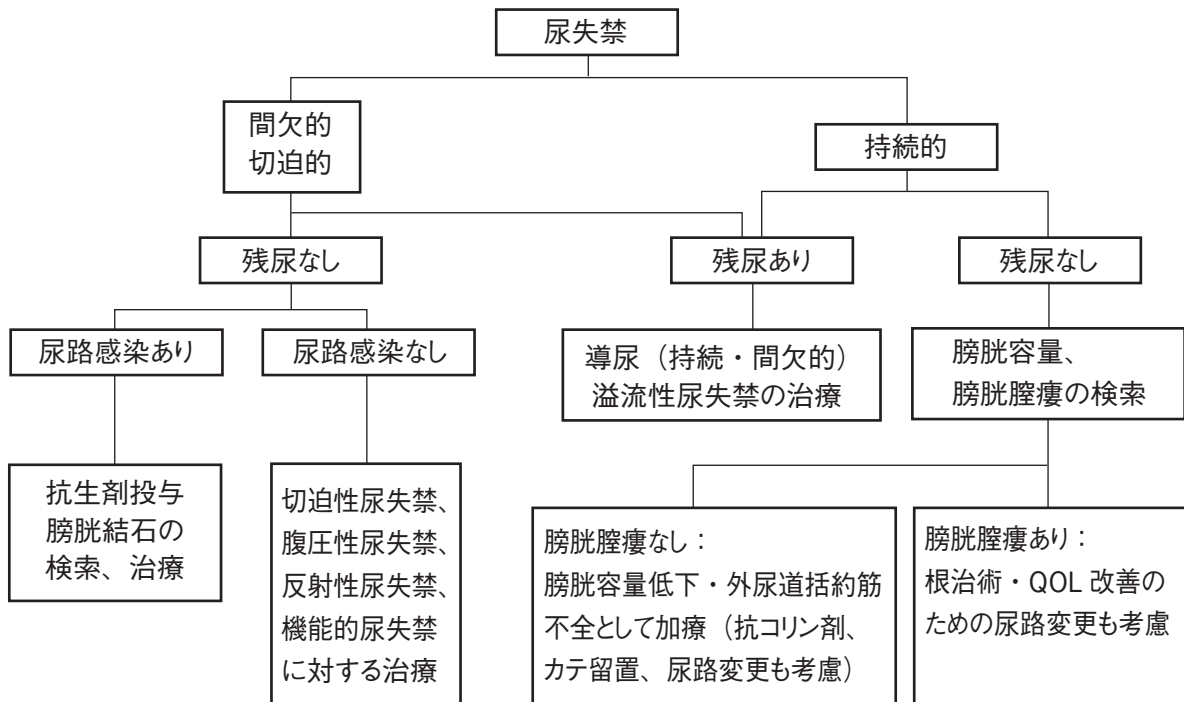 尿失禁
間欠的
切迫的
持続的
残尿なし
残尿あり
残尿なし
尿路感染あり
尿路感染なし
導尿（持続・間欠的）
溢流性尿失禁の治療
膀胱容量、
膀胱膣瘻の検索
抗生剤投与
膀胱結石の
検索、治療
切迫性尿失禁、
腹圧性尿失禁、
反射性尿失禁、
機能的尿失禁
に対する治療
膀胱膣瘻なし：
膀胱容量低下・外尿道括約筋
不全として加療（抗コリン剤、
カテ留置、尿路変更も考慮）
膀胱膣瘻あり：
根治術・QOL 改善の
ための尿路変更も考慮